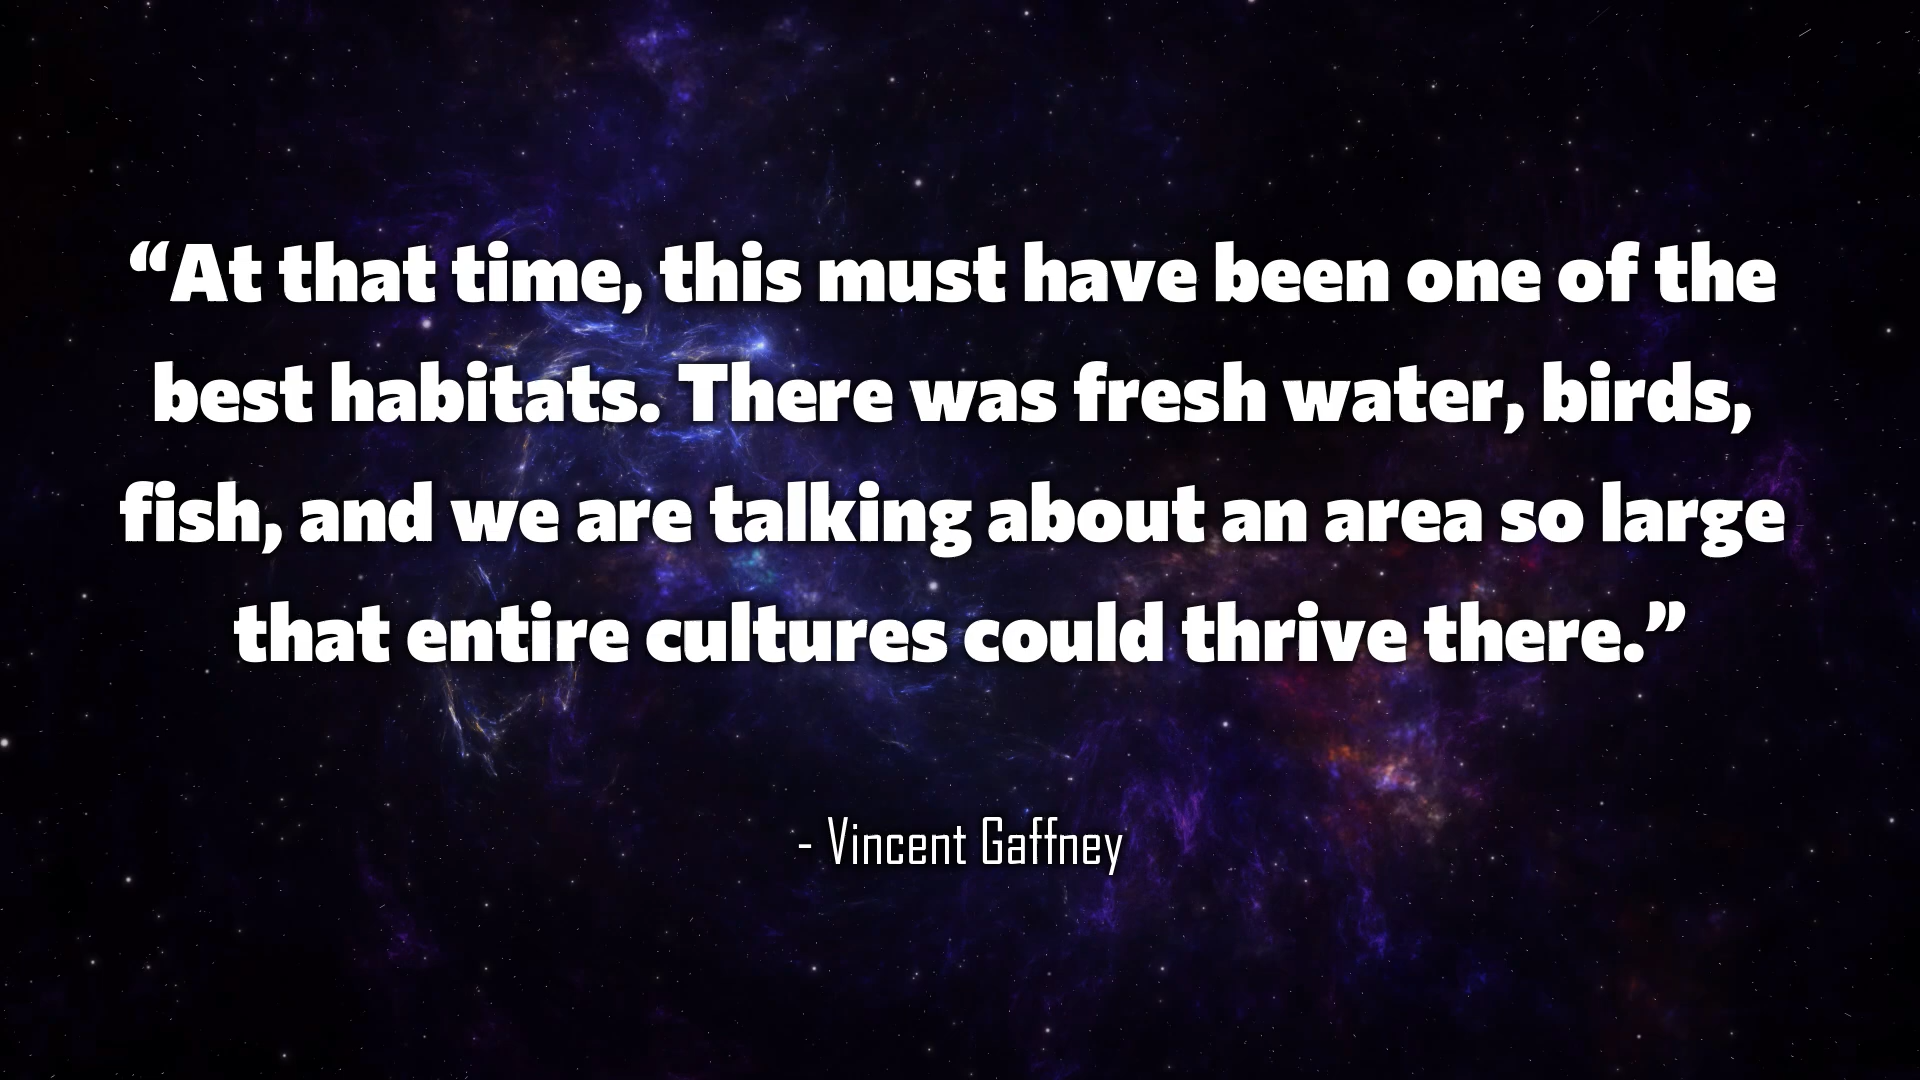 “At that time, this must have been one of the
best habitats. There was fresh water, birds,
fish, and we are talking about an area so large
that entire cultures could thrive there.”
- Vincent Gaffney